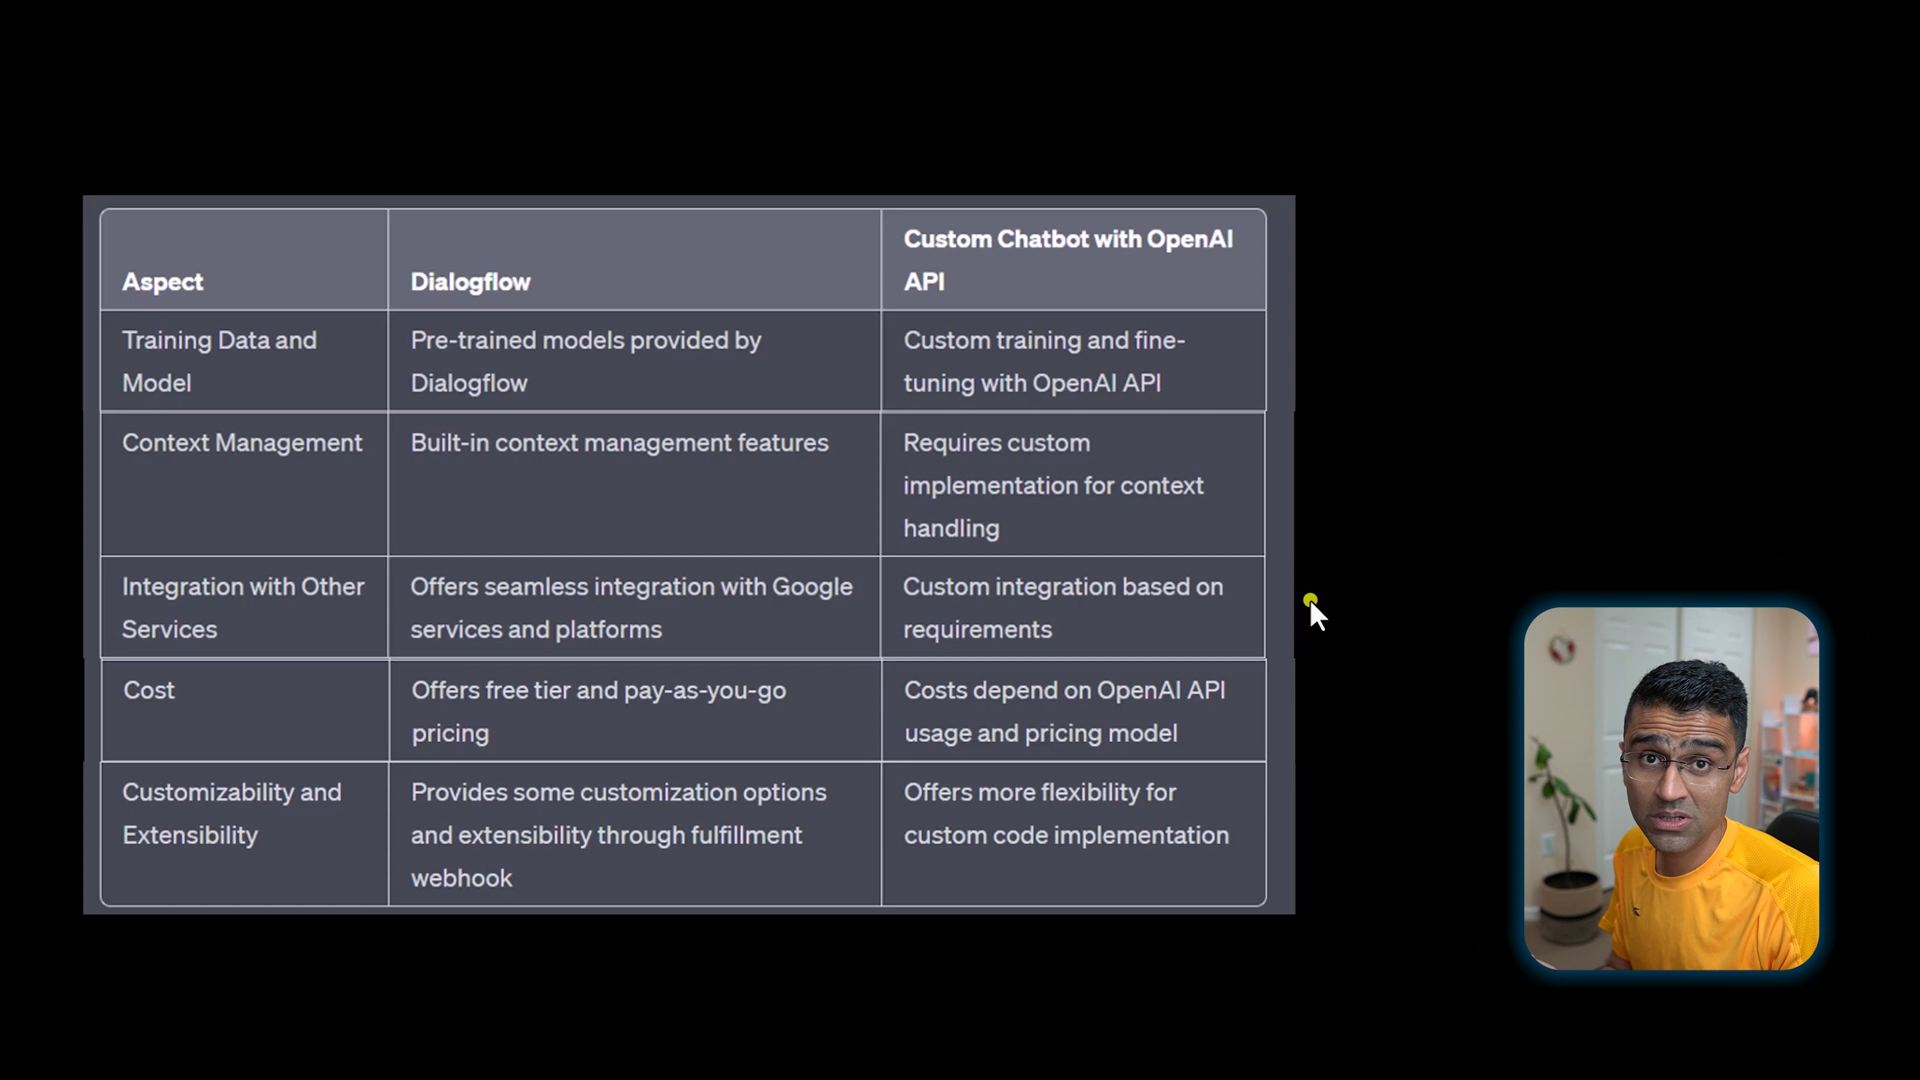 Aspect
Dialogflow
Custom Chatbot with OpenAI
API
Training Data and
Model
Pre-trained models provided by
Dialogflow
Custom training and fine-
tuning with OpenAI API
Context Management
Built-in context management features
Requires custom
implementation for context
handling
Integration with Other
Services
Offers seamless integration with Google
services and platforms
Custom integration based on
requirements
Cost
Offers free tier and pay-as-you-go
pricing
Costs depend on OpenAI API
usage and pricing model
Customizability and
Extensibility
Provides some customization options
and extensibility through fulfillment
webhook
Offers more flexibility for
custom code implementation